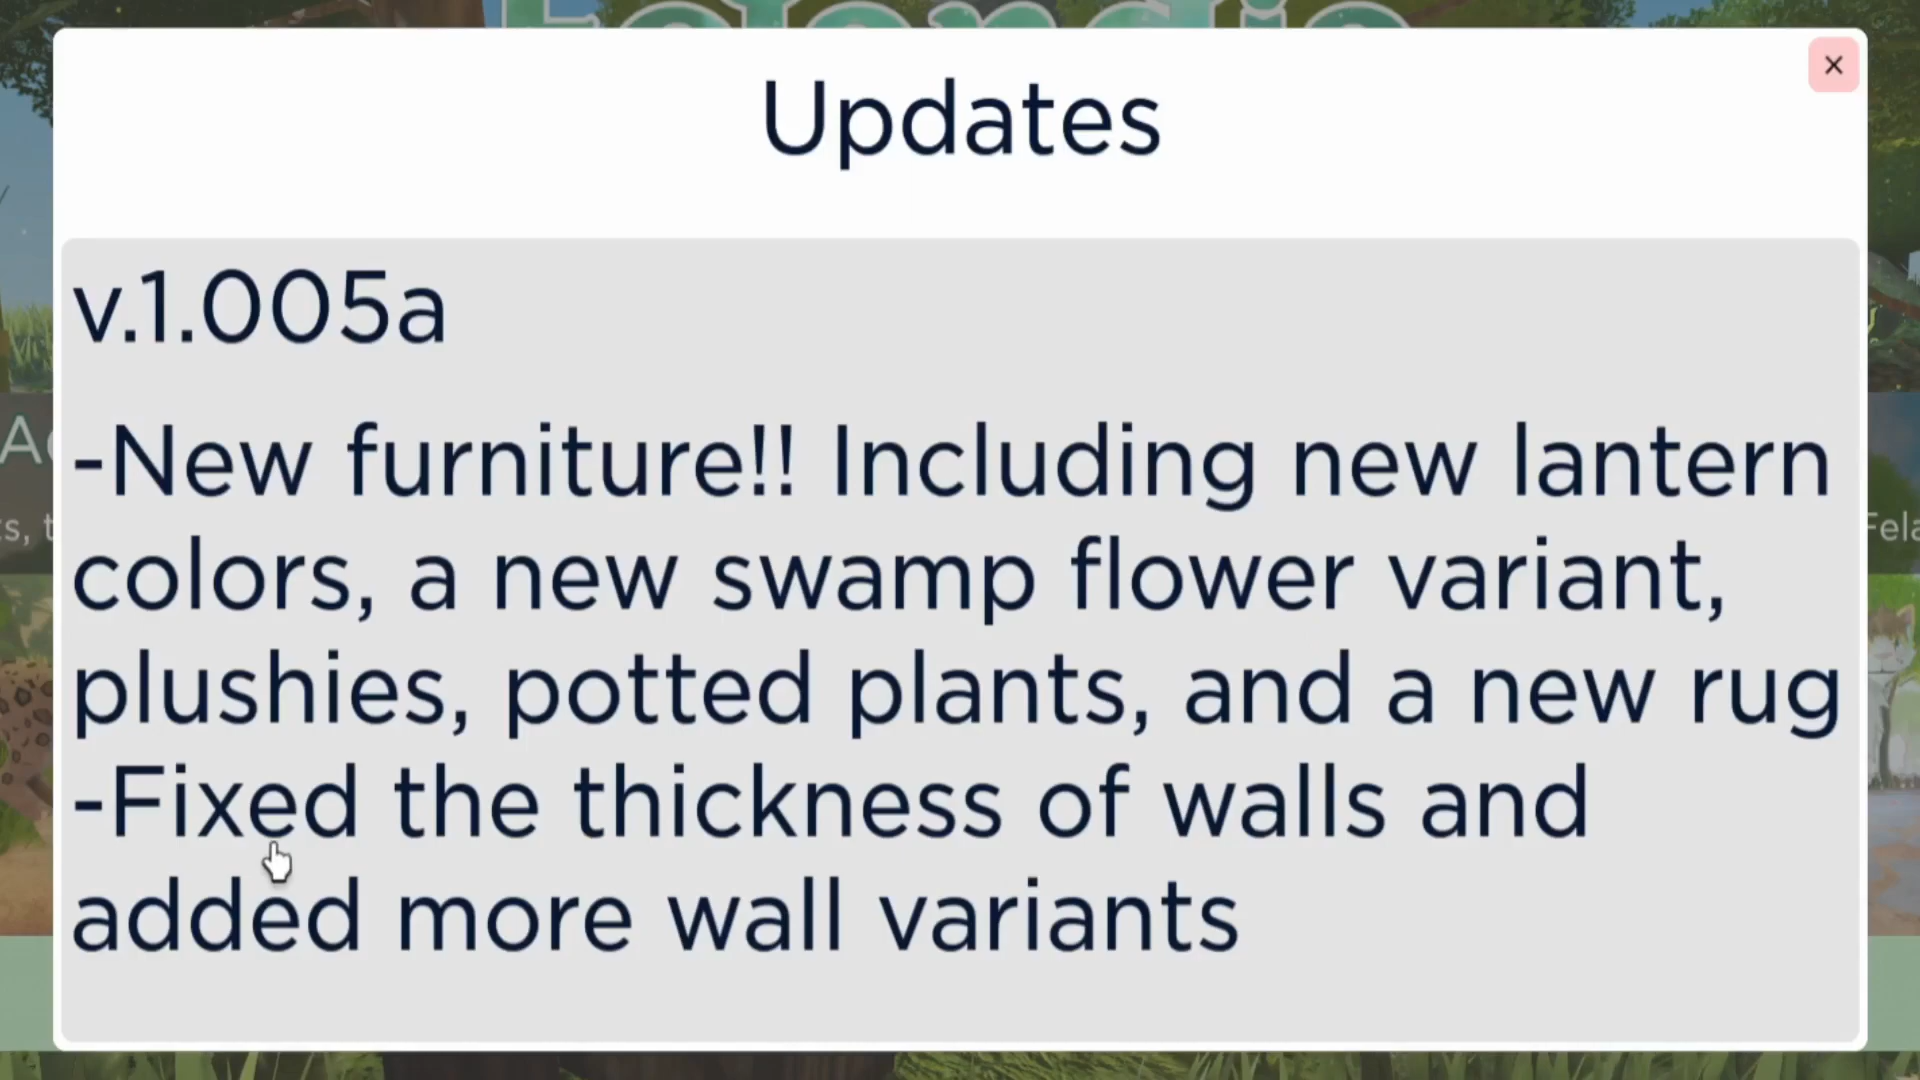 Updates
v.1.005a
-New furniture!! Including new lantern
colors, a new swamp flower variant,
plushies, potted plants, and a new rug
-Fixed the thickness of walls and
added more wall variants